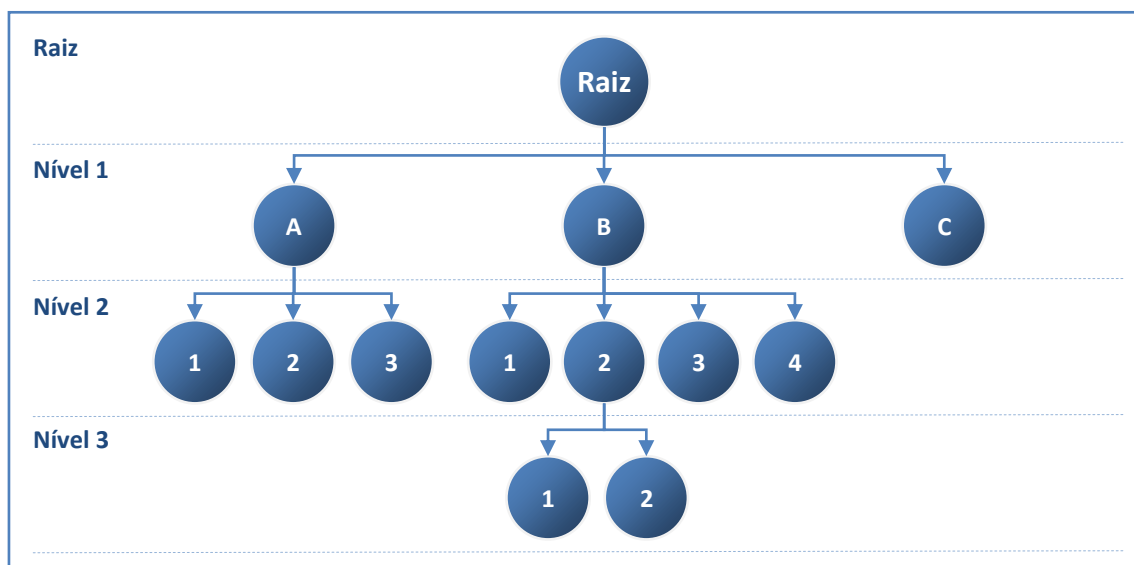 Raiz
Raiz
Nível 1
A B C
Nível 2
1 2 3 1 2 3 4
Nível 3
1 2